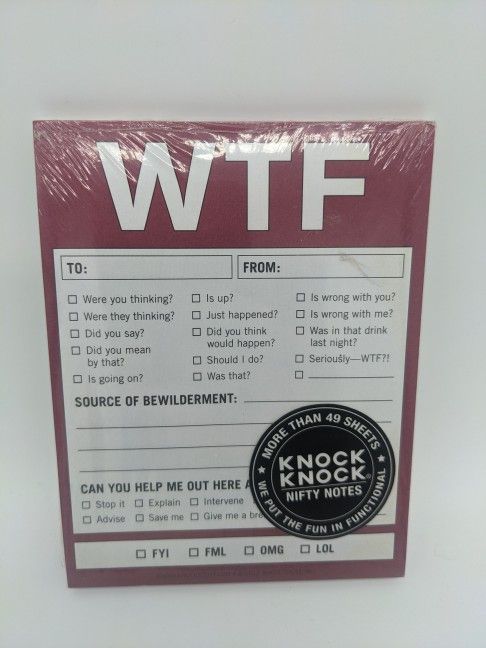 WTF
TO: FROM:
☐ Were you thinking? ☐ Is up? ☐ Is wrong with you?
☐ Were they thinking? ☐ Just happened? ☐ Is wrong with me?
☐ Did you say? ☐ Did you think would happen? ☐ Was in that drink last night?
☐ Did you mean by that? ☐ Should I do? ☐ Seriously—WTF?!
☐ Is going on? ☐ Was that? ☐
SOURCE OF BEWILDERMENT:
CAN YOU HELP ME OUT HERE
☐ Stop it ☐ Explain ☐ Intervene
☐ Advise ☐ Save me ☐ Give me a
☐ FYI ☐ FML ☐ OMG ☐ LOL
★ MORE THAN 49 SHEETS ★
KNOCK
KNOCK®
NIFTY NOTES
WE PUT THE FUN IN FUNCTIONAL